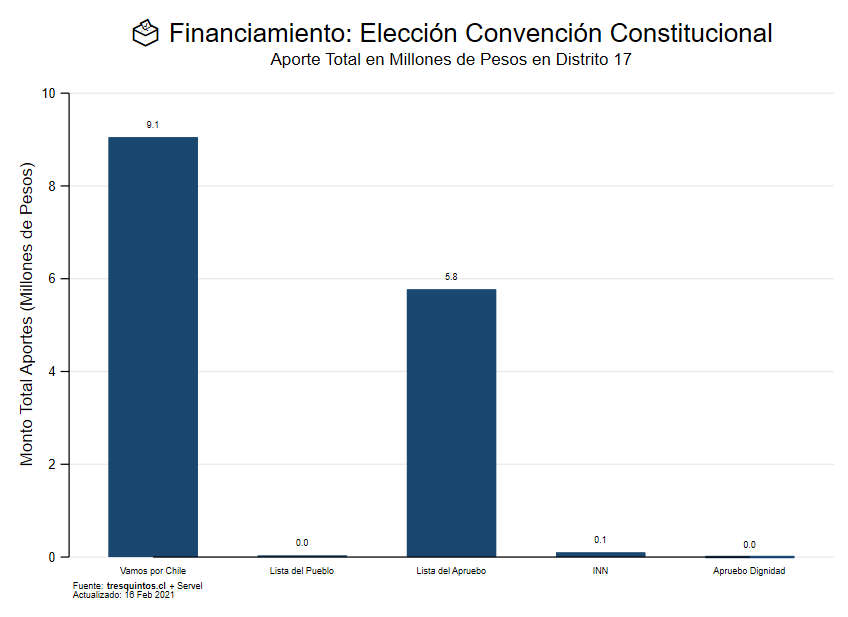 Financiamiento: Elección Convención Constitucional
Aporte Total en Millones de Pesos en Distrito 17
Monto Total Aportes (Millones de Pesos)
10
8
6
4
2
0
9.1
0.0
5.8
0.1
0.0
Vamos por Chile
Lista del Pueblo
Lista del Apruebo
INN
Apruebo Dignidad
Fuente: tresquintos.cl + Servel
Actualizado: 16 Feb 2021